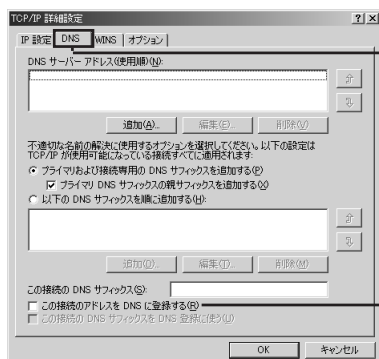 TCP/IP 詳細設定
? ×
IP 設定 DNS WINS オプション
DNS サーバー アドレス(使用順)(N):
追加(A)... 編集(E)... 削除(V)
不適切な名前の解決に使用するオプションを選択してください。以下の設定は
TCP/IP が使用可能になっている接続すべてに適用されます:
プライマリおよび接続専用の DNS サフィックスを追加する(P)
プライマリ DNS サフィックスの親サフィックスを追加する(X)
以下の DNS サフィックスを順に追加する(H):
追加(D)... 編集(T)... 削除(M)
この接続の DNS サフィックス(S):
この接続のアドレスを DNS に登録する(R)
この接続の DNS サフィックスを DNS 登録に使う(U)
OK キャンセル